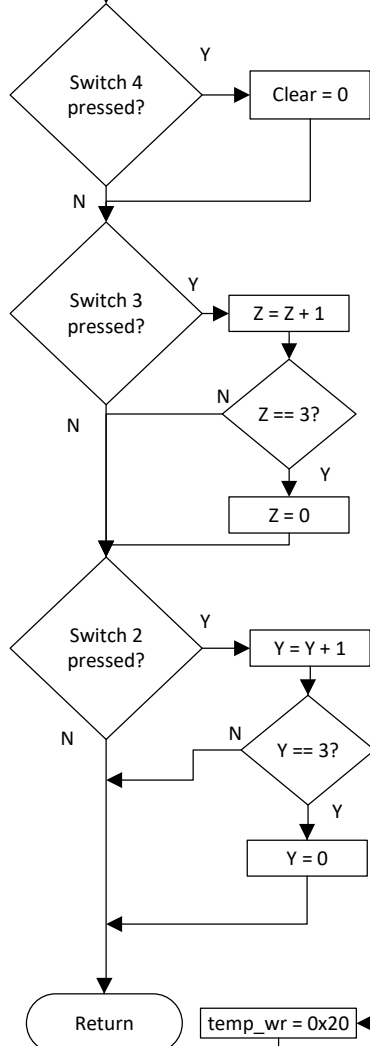 Y
Switch 4
pressed?
Clear = 0
N
Y
Switch 3
pressed?
Z = Z + 1
N
N
Z == 3?
Y
Z = 0
Y
Switch 2
pressed?
Y = Y + 1
N
N
Y == 3?
Y
Y = 0
Return
temp_wr = 0x20